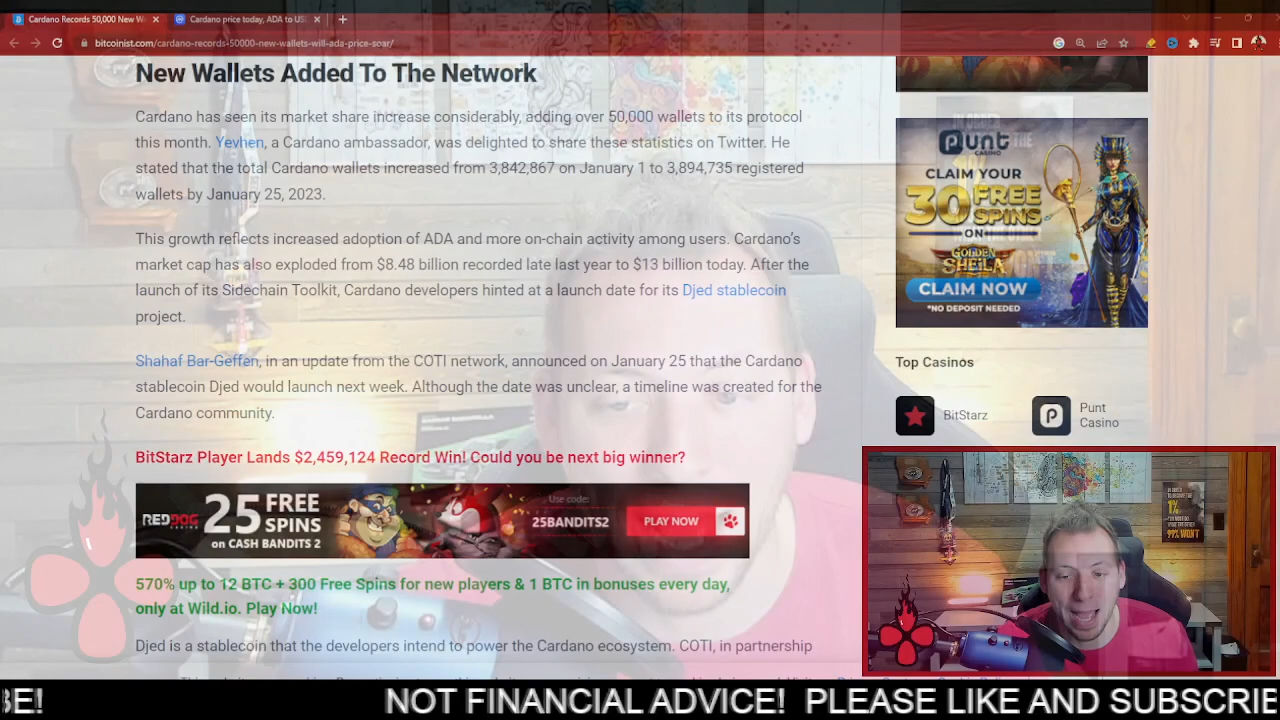 Cardano Records 50,000 New W
Cardano price today, ADA to US
bitcoinist.com/cardano-records-50000-new-wallets-will-ada-price-soar/
New Wallets Added To The Network
Cardano has seen its market share increase considerably, adding over 50,000 wallets to its protocol
this month. Yevhen, a Cardano ambassador was delighted to share these statistics on Twitter. He
stated that the total Cardano wallets increased from 3,842,867 on January 1 to 3,894,735 registered
wallets by January 25, 2023.
This growth reflects increased adoption of ADA and more on-chain activity among users. Cardano’s
market cap has also exploded from $8.48 billion recorded late last year to $13 billion today. After the
launch of its Sidechain Toolkit, Cardano developers hinted at a launch date for its Djed stablecoin
project.
Shahaf Bar-Geffen, in an update from the COTI network, announced on January 25 that the Cardano
stablecoin Djed would launch next week. Although the date was unclear, a timeline was created for the
Cardano community.
BitStarz Player Lands $2,459,124 Record Win! Could you be next big winner?
REDDOG
CASINO
25 FREE
SPINS
on CASH BANDITS 2
Use code:
25BANDITS2
PLAY NOW
570% up to 12 BTC + 300 Free Spins for new players & 1 BTC in bonuses every day,
only at Wild.io. Play Now!
Djed is a stablecoin that the developers intend to power the Cardano ecosystem. COTI, in partnership
Punt
CASINO
CLAIM YOUR
30 FREE
SPINS
ON
GOLDEN
SHEILA
CLAIM NOW
*NO DEPOSIT NEEDED
Top Casinos
BitStarz
Punt
Casino
1%
99% WONT
BE!
NOT FINANCIAL ADVICE! PLEASE LIKE AND SUBSCRIBE